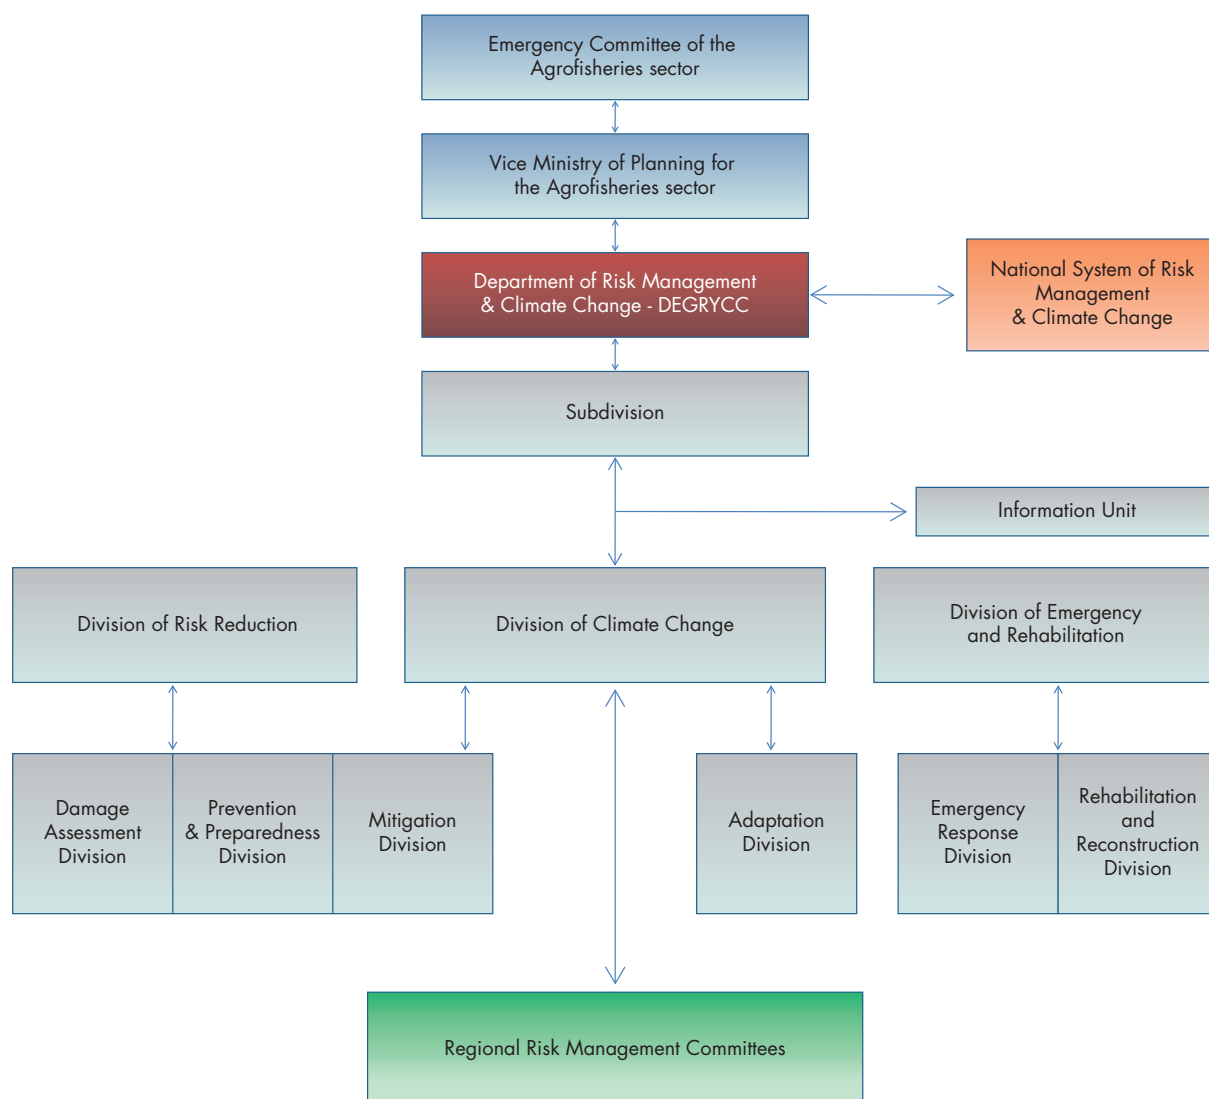 Emergency Committee of the
Agrofisheries sector
Vice Ministry of Planning for
the Agrofisheries sector
Department of Risk Management
& Climate Change - DEGRYCC
National System of Risk
Management
& Climate Change
Subdivision
Information Unit
Division of Risk Reduction
Division of Climate Change
Division of Emergency
and Rehabilitation
Damage
Assessment
Division
Prevention
& Preparedness
Division
Mitigation
Division
Adaptation
Division
Emergency
Response
Division
Rehabilitation
and
Reconstruction
Division
Regional Risk Management Committees